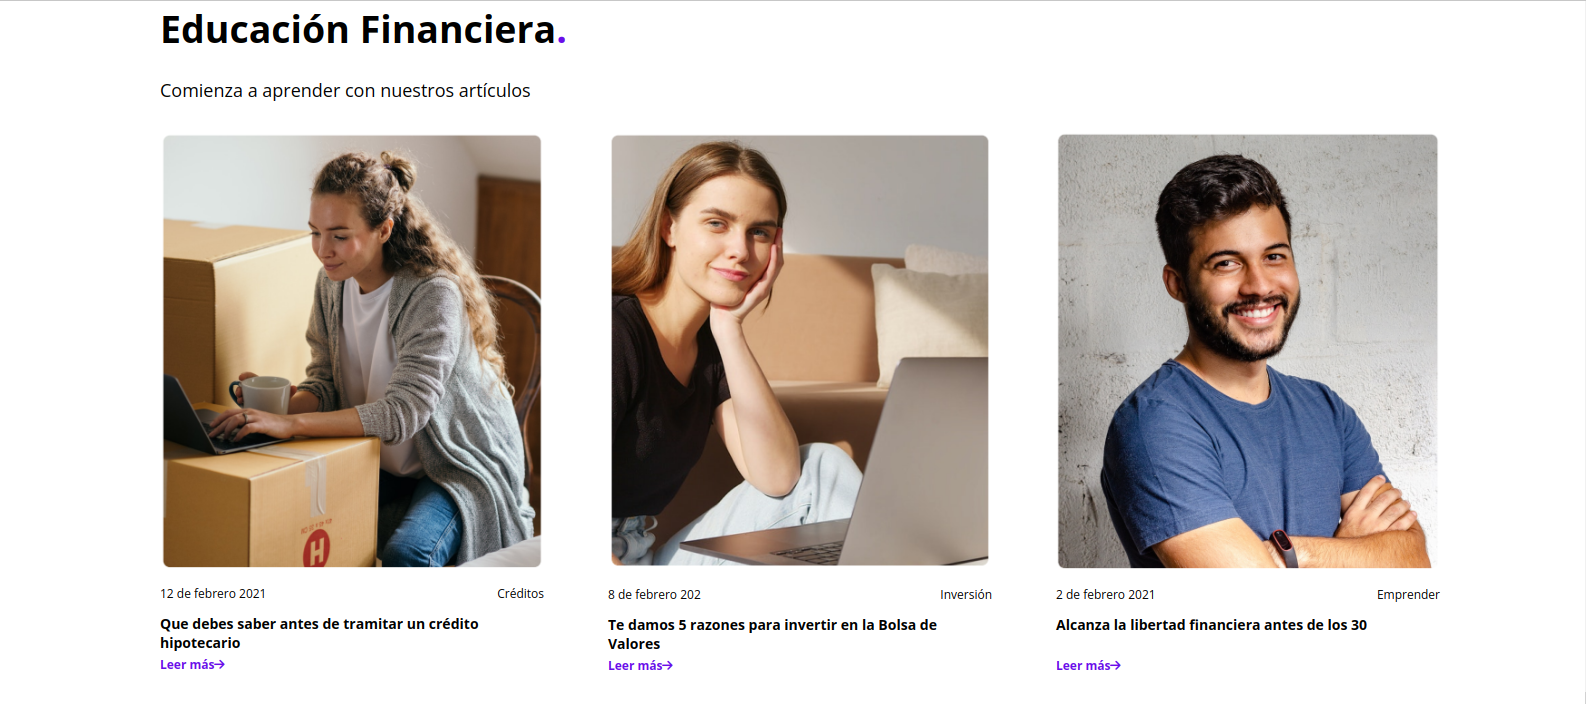 Educación Financiera.
Comienza a aprender con nuestros artículos
H
12 de febrero 2021 Créditos
Que debes saber antes de tramitar un crédito
hipotecario
Leer más→
8 de febrero 202 Inversión
Te damos 5 razones para invertir en la Bolsa de
Valores
Leer más→
2 de febrero 2021 Emprender
Alcanza la libertad financiera antes de los 30
Leer más→